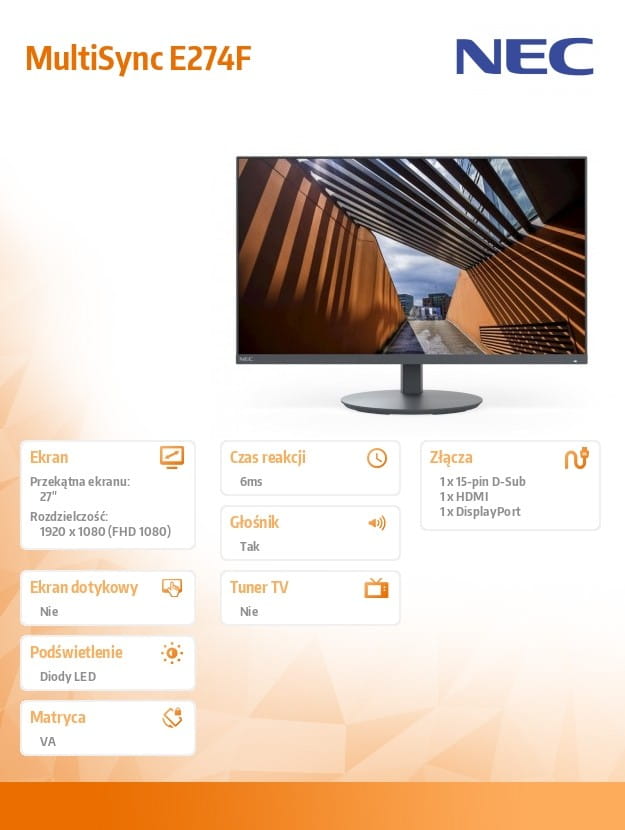 MultiSync E274F
NEC
NEC
Ekran
Przekątna ekranu:
27"
Rozdzielczość:
1920 x 1080 (FHD 1080)
Czas reakcji
6ms
Złącza
1 x 15-pin D-Sub
1 x HDMI
1 x DisplayPort
Głośnik
Tak
Ekran dotykowy
Nie
Tuner TV
Nie
Podświetlenie
Diody LED
Matryca
VA